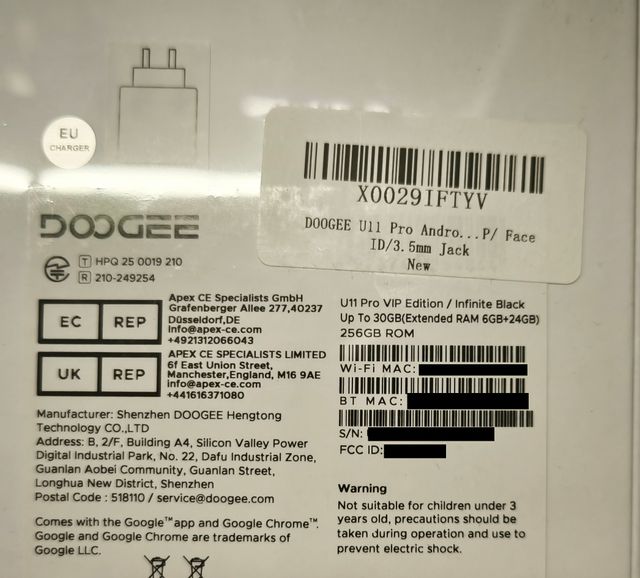 EU
CHARGER
X0029IFTYV
DOOGEE U11 Pro Andro...P/ Face
ID/3.5mm Jack
New
DOOGEE
T HPQ 25 0019 210
R 210-249254
EC REP
Apex CE Specialists GmbH
Grafenberger Allee 277,40237
Düsseldorf,DE
Info@apex-ce.com
+4921312066043
UK REP
APEX CE SPECIALISTS LIMITED
6f East Union Street,
Manchester,England, M16 9AE
info@apex-ce.com
+441616371080
Manufacturer: Shenzhen DOOGEE Hengtong
Technology CO.,LTD
Address: B, 2/F, Building A4, Silicon Valley Power
Digital Industrial Park, No. 22, Dafu Industrial Zone,
Guanlan Aobei Community, Guanlan Street,
Longhua New District, Shenzhen
Postal Code : 518110 / service@doogee.com
Comes with the Google™ app and Google Chrome™.
Google and Google Chrome are trademarks of
Google LLC.
U11 Pro VIP Edition / Infinite Black
Up To 30GB(Extended RAM 6GB+24GB)
256GB ROM
Wi-Fi MAC:
BT MAC:
S/N:
FCC ID:
Warning
Not suitable for children under 3
years old, precautions should be
taken during operation and use to
prevent electric shock.